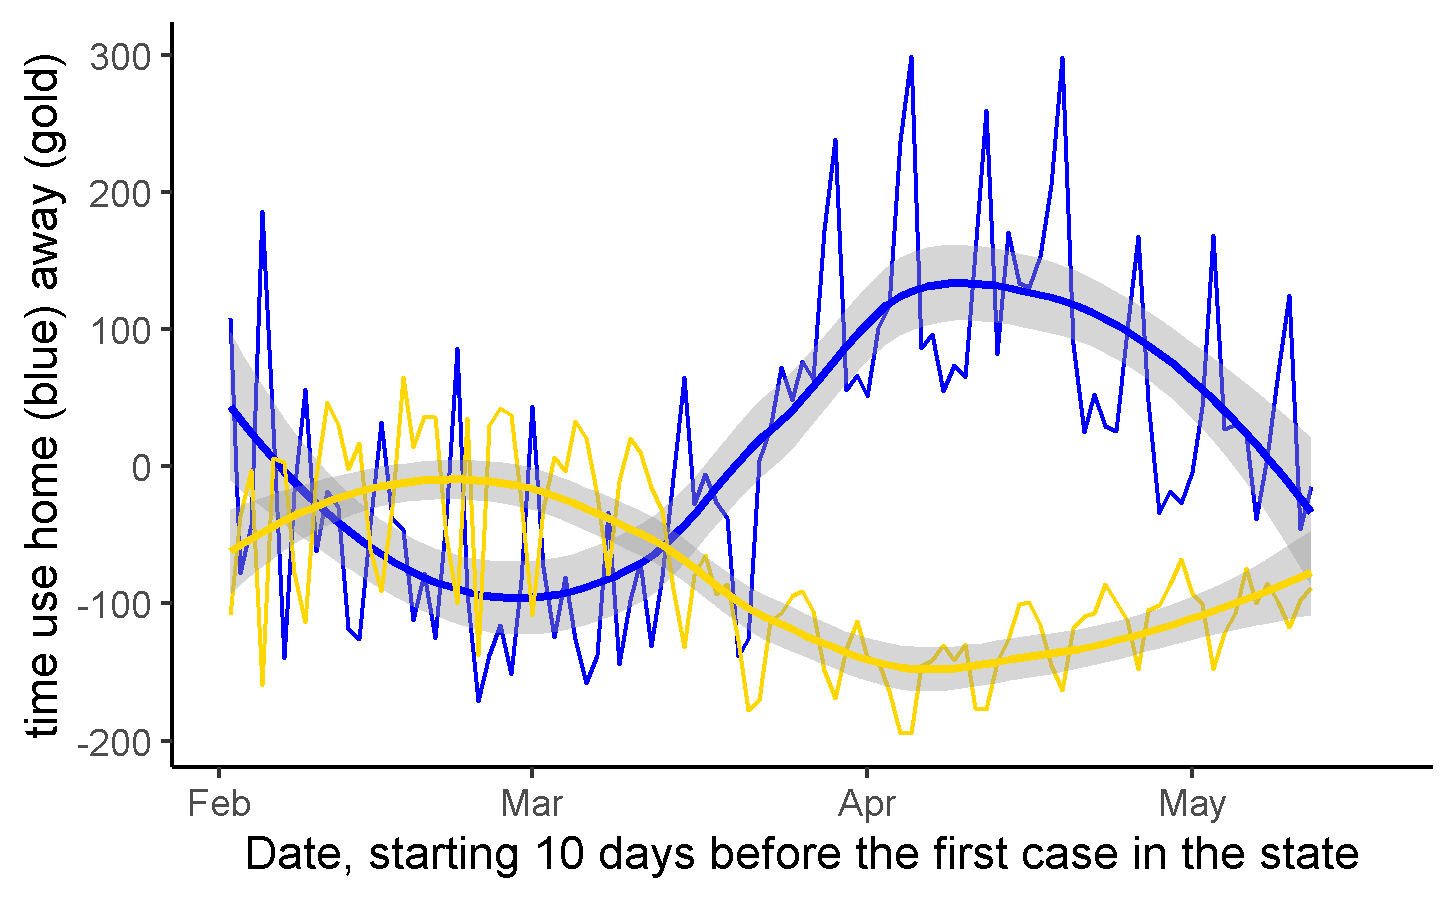 time use home (blue) away (gold)
300
200
100
0
-100
-200
Feb
Mar
Apr
May
Date, starting 10 days before the first case in the state